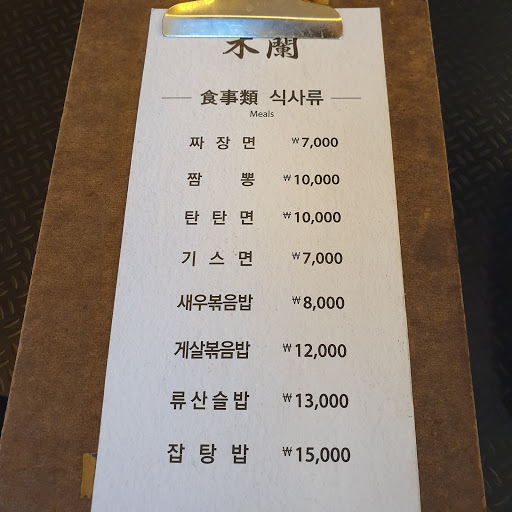 木蘭
食事類 식사류
Meals
짜장면 ₩7,000
짬뽕 ₩10,000
탄탄면 ₩10,000
기스면 ₩7,000
새우볶음밥 ₩8,000
게살볶음밥 ₩12,000
류산슬밥 ₩13,000
잡탕밥 ₩15,000